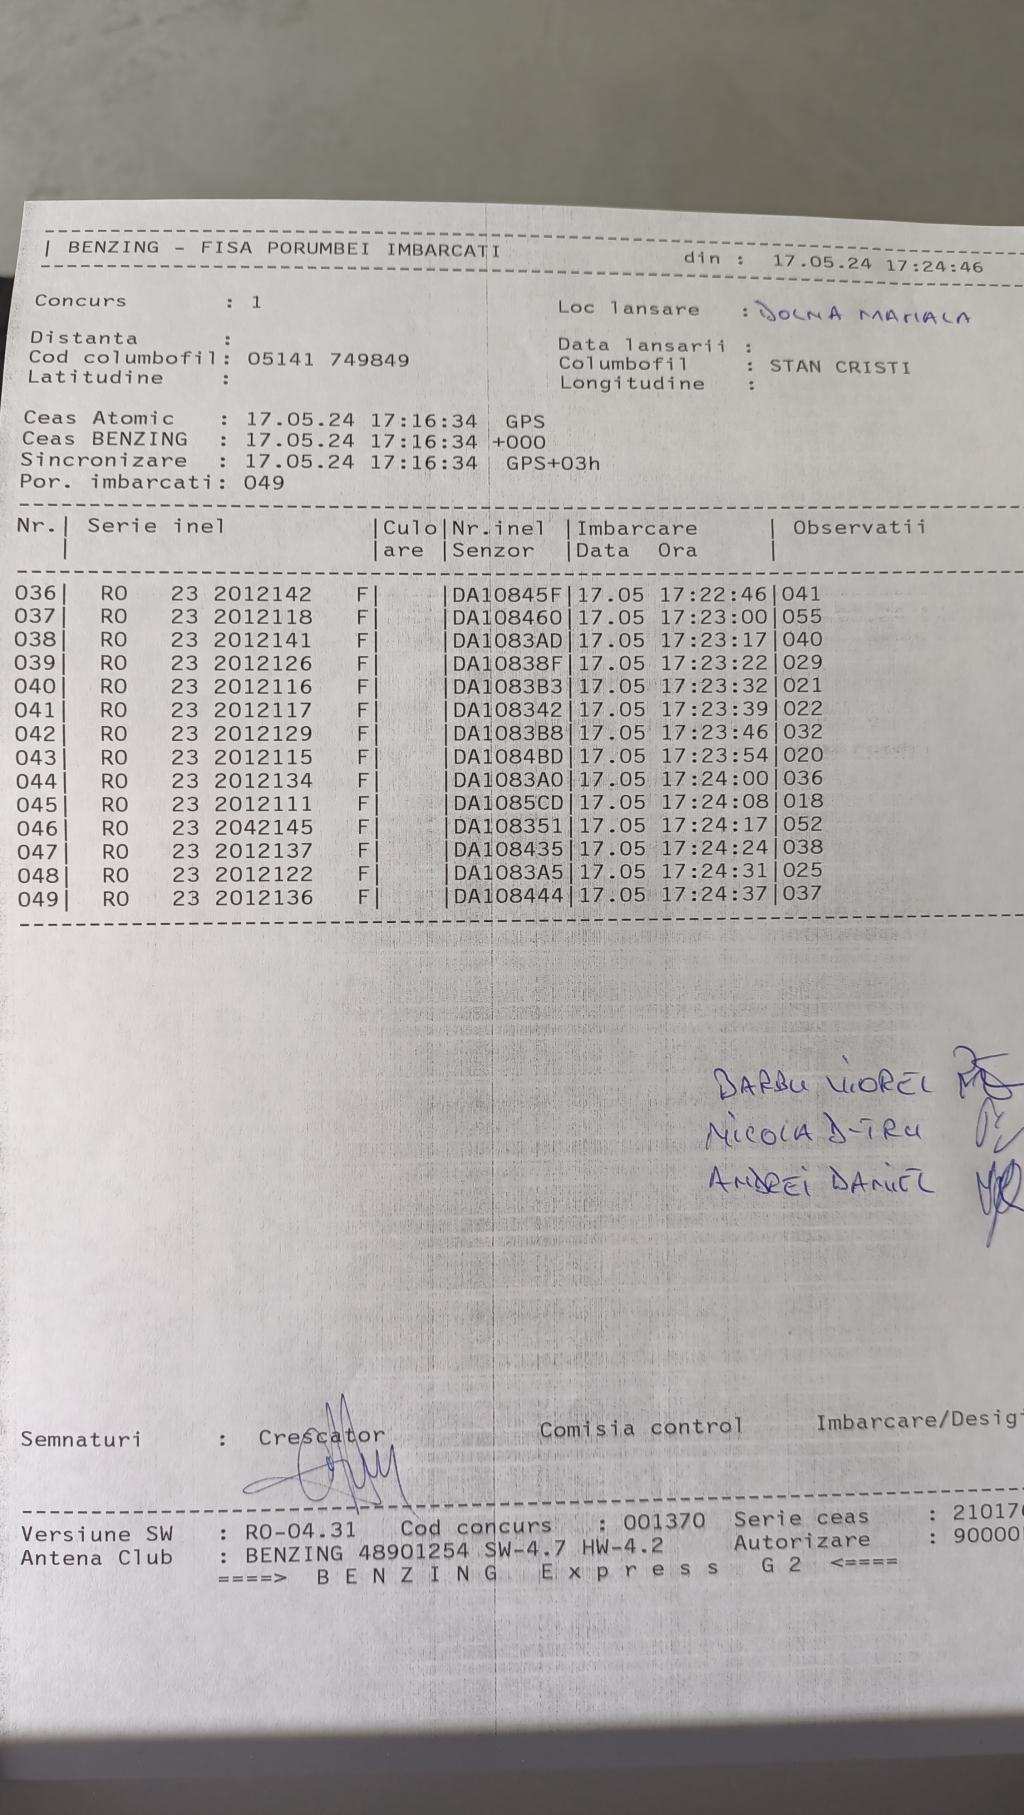 | BENZING - FISA PORUMBEI IMBARCATI din : 17.05.24 17:24:46
Concurs : 1 Loc lansare : DOLNA MAHALA
Distanta : Data lansarii :
Cod columbofil: 05141 749849 Columbofil : STAN CRISTI
Latitudine : Longitudine :
Ceas Atomic : 17.05.24 17:16:34 GPS
Ceas BENZING : 17.05.24 17:16:34 +000
Sincronizare : 17.05.24 17:16:34 GPS+03h
Por. imbarcati: 049
Nr.| Serie inel |Culo|Nr.inel |Imbarcare | Observatii
| |are |Senzor |Data Ora |
036| RO 23 2012142 F| |DA10845F|17.05 17:22:46|041
037| RO 23 2012118 F| |DA108460|17.05 17:23:00|055
038| RO 23 2012141 F| |DA1083AD|17.05 17:23:17|040
039| RO 23 2012126 F| |DA10838F|17.05 17:23:22|029
040| RO 23 2012116 F| |DA1083B3|17.05 17:23:32|021
041| RO 23 2012117 F| |DA108342|17.05 17:23:39|022
042| RO 23 2012129 F| |DA1083B8|17.05 17:23:46|032
043| RO 23 2012115 F| |DA1084BD|17.05 17:23:54|020
044| RO 23 2012134 F| |DA1083A0|17.05 17:24:00|036
045| RO 23 2012111 F| |DA1085CD|17.05 17:24:08|018
046| RO 23 2042145 F| |DA108351|17.05 17:24:17|052
047| RO 23 2012137 F| |DA108435|17.05 17:24:24|038
048| RO 23 2012122 F| |DA1083A5|17.05 17:24:31|025
049| RO 23 2012136 F| |DA108444|17.05 17:24:37|037
BARBU VIOREL
NICOLA D-TRU
ANDREI DANIEL
Semnaturi : Crescator Comisia control Imbarcare/Desigi
Versiune SW : RO-04.31 Cod concurs : 001370 Serie ceas : 210170
Antena Club : BENZING 48901254 SW-4.7 HW-4.2 Autorizare : 90000
====> B E N Z I N G E x p r e s s G 2 <====